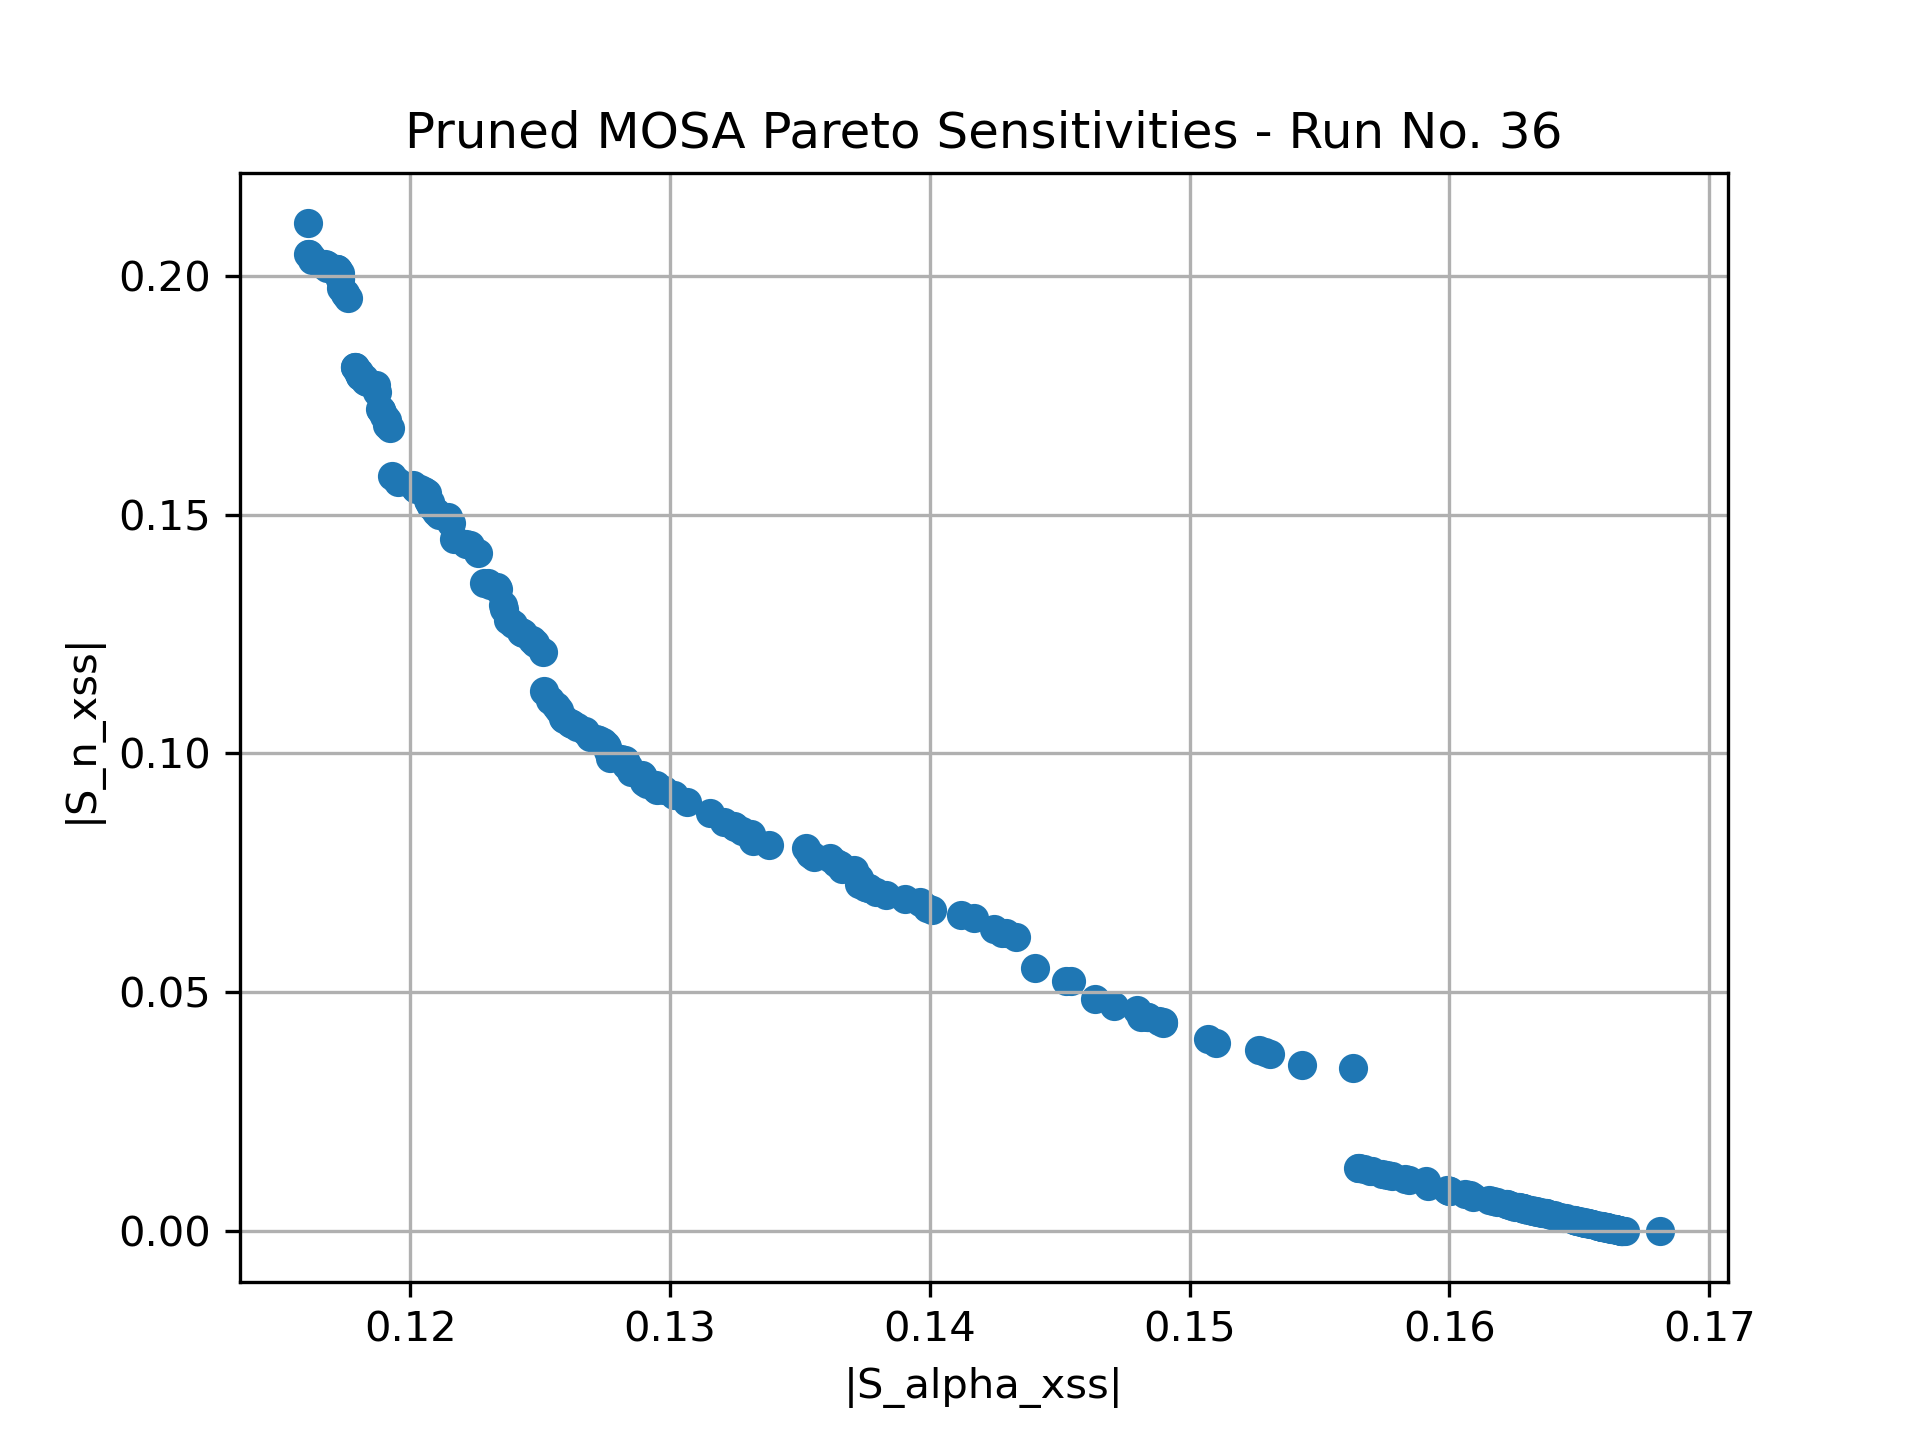 Pruned MOSA Pareto Sensitivities - Run No. 36
|S_n_xss|
0.20
0.15
0.10
0.05
0.00
0.12 0.13 0.14 0.15 0.16 0.17
|S_alpha_xss|